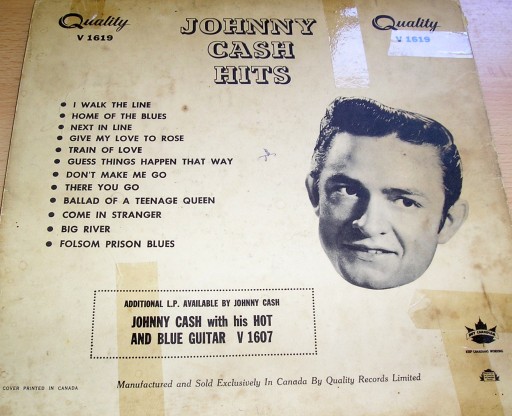 Quality
V 1619
JOHNNY
CASH
HITS
Quality
V 1619
I WALK THE LINE
HOME OF THE BLUES
NEXT IN LINE
GIVE MY LOVE TO ROSE
TRAIN OF LOVE
GUESS THINGS HAPPEN THAT WAY
DON'T MAKE ME GO
THERE YOU GO
BALLAD OF A TEENAGE QUEEN
COME IN STRANGER
BIG RIVER
FOLSOM PRISON BLUES
ADDITIONAL L.P. AVAILABLE BY JOHNNY CASH
JOHNNY CASH with his HOT
AND BLUE GUITAR V 1607
COVER PRINTED IN CANADA
Manufactured and Sold Exclusively In Canada By Quality Records Limited